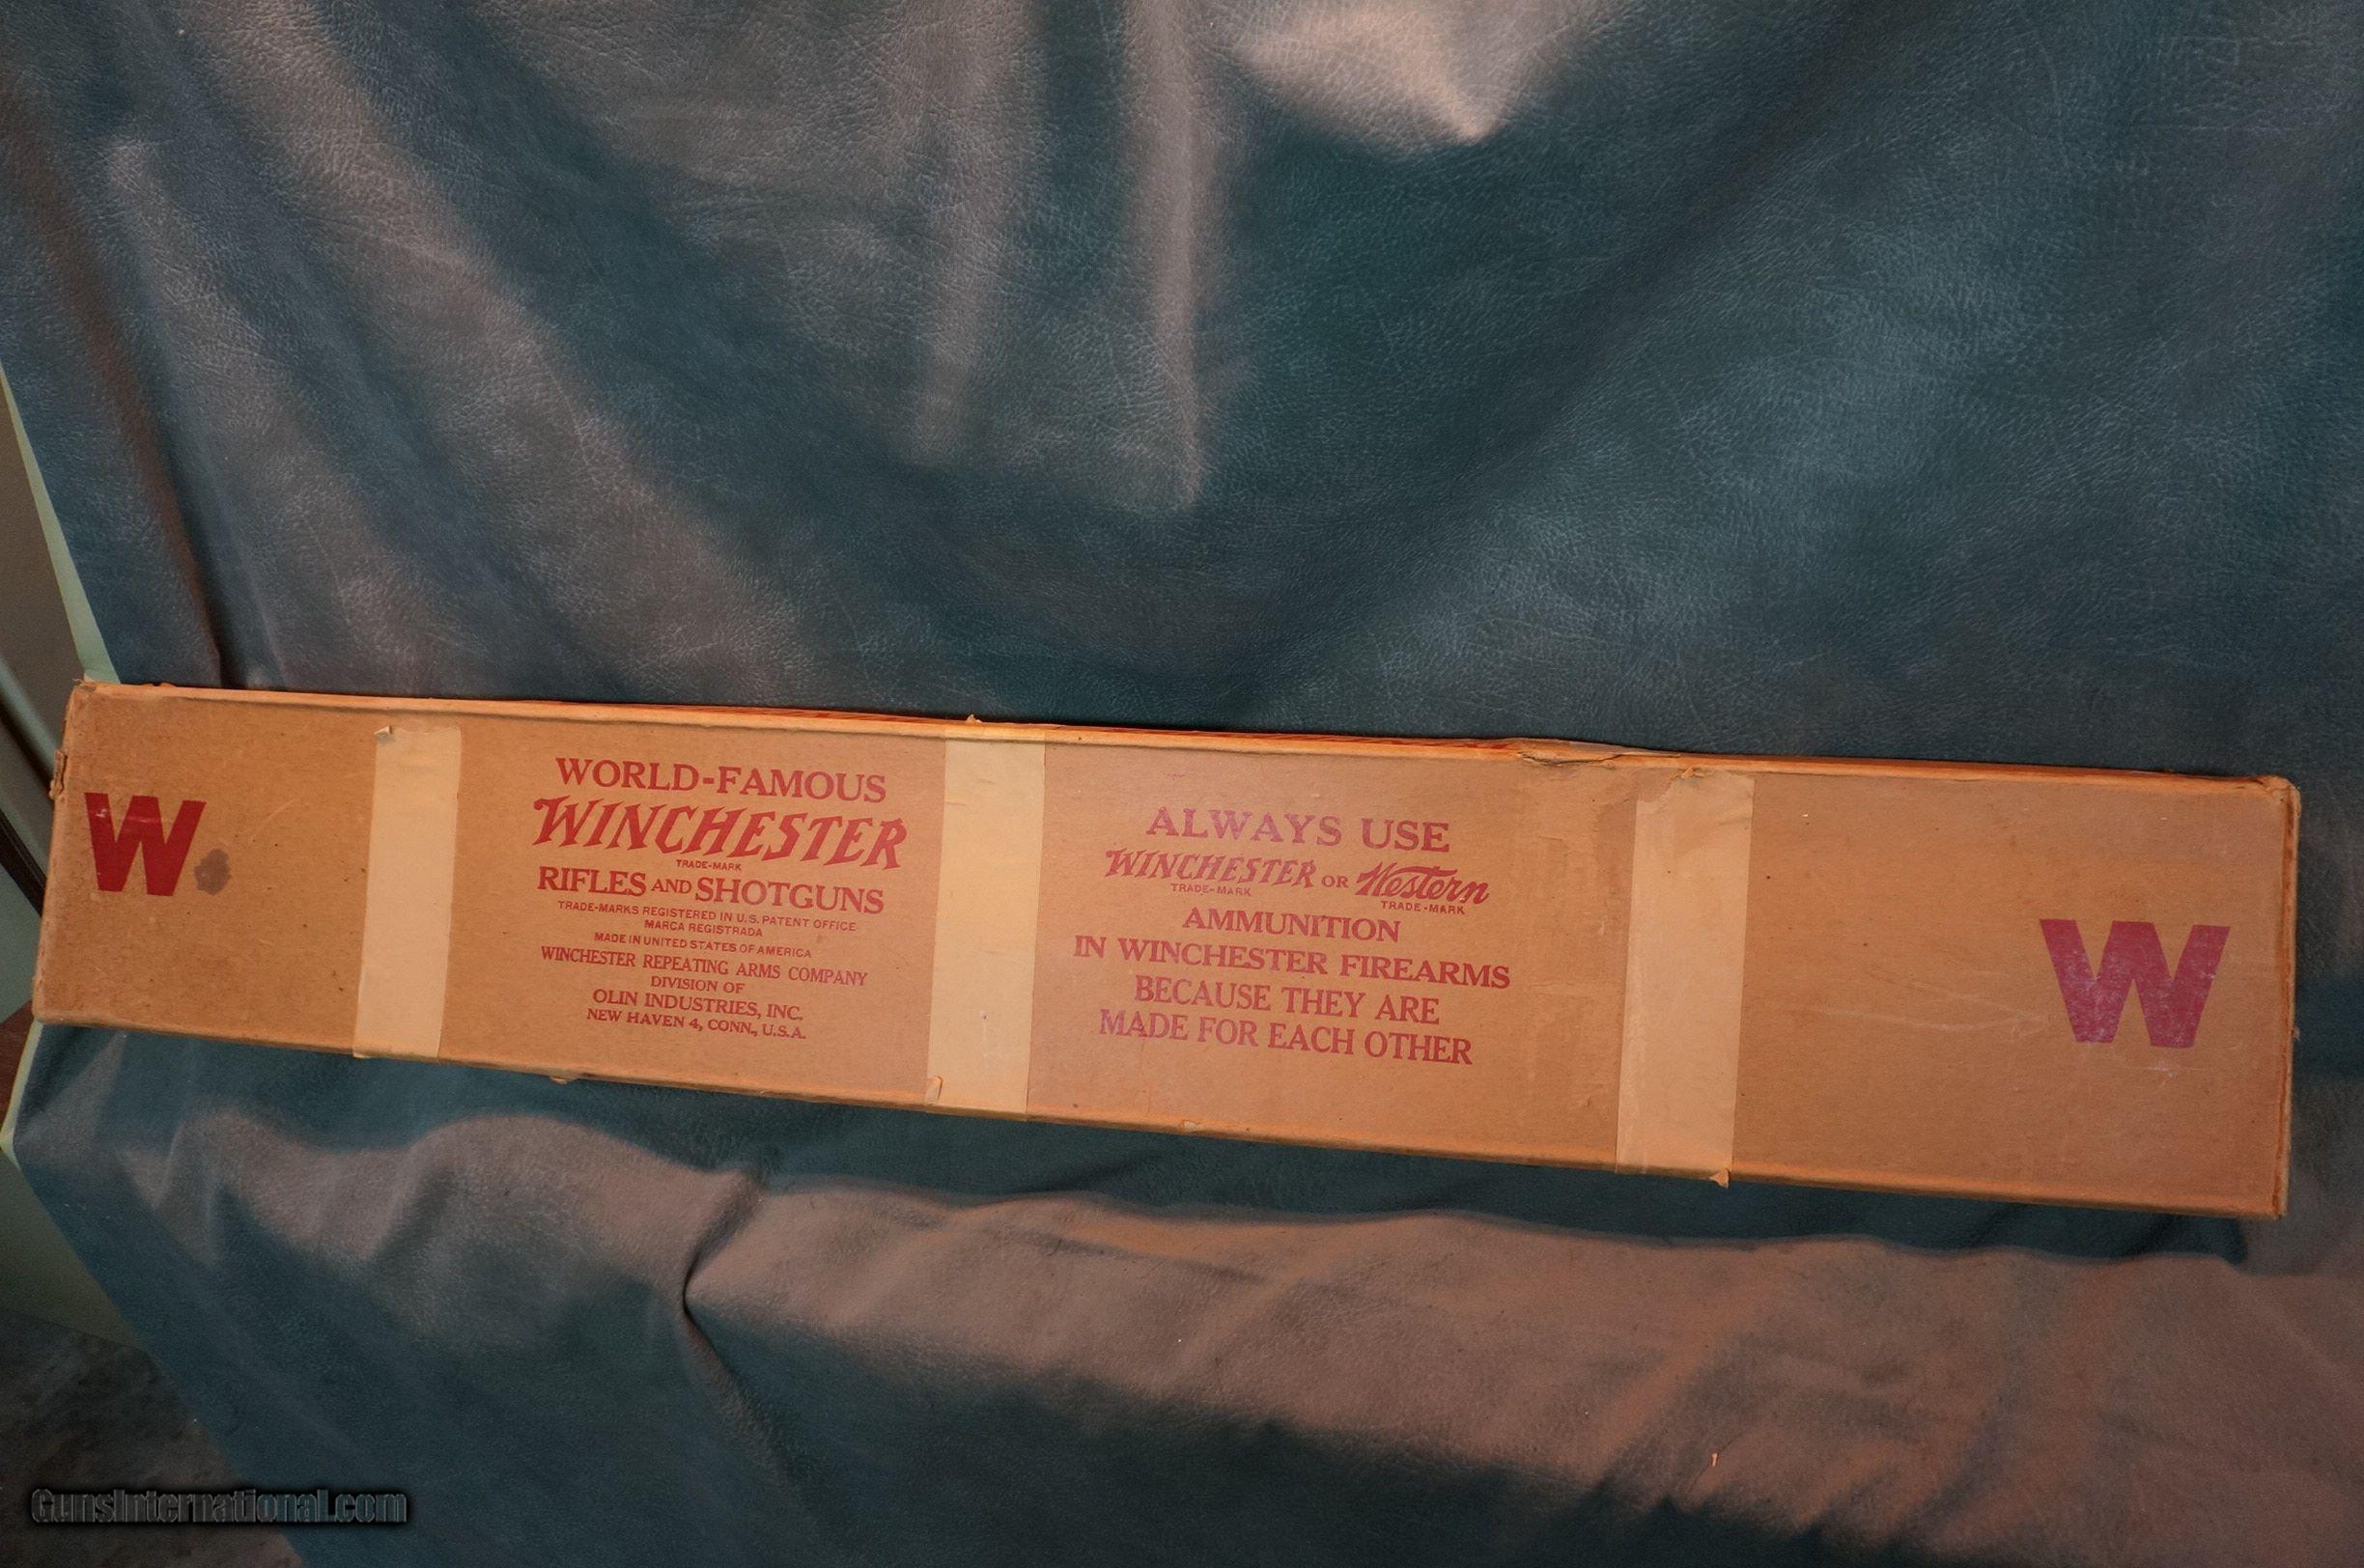 W
WORLD-FAMOUS
WINCHESTER
TRADE-MARK
RIFLES AND SHOTGUNS
TRADE-MARKS REGISTERED IN U.S. PATENT OFFICE
MARCA REGISTRADA
MADE IN UNITED STATES OF AMERICA
WINCHESTER REPEATING ARMS COMPANY
DIVISION OF
OLIN INDUSTRIES, INC.
NEW HAVEN 4, CONN., U.S.A.
ALWAYS USE
WINCHESTER OR Western
TRADE-MARK TRADE-MARK
AMMUNITION
IN WINCHESTER FIREARMS
BECAUSE THEY ARE
MADE FOR EACH OTHER
W
GunsInternational.com